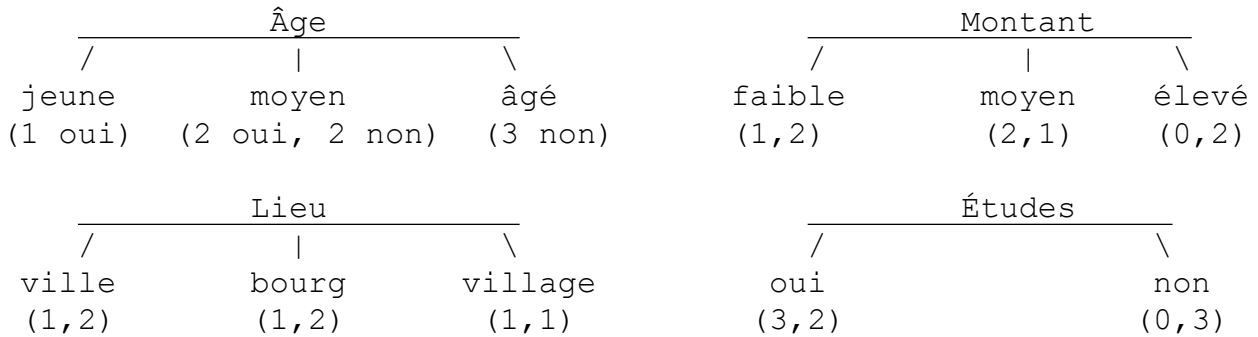 Âge Montant
/ | \ / | \
jeune moyen âgé faible moyen élevé
(1 oui) (2 oui, 2 non) (3 non) (1,2) (2,1) (0,2)
Lieu Études
/ | \ / \
ville bourg village oui non
(1,2) (1,2) (1,1) (3,2) (0,3)